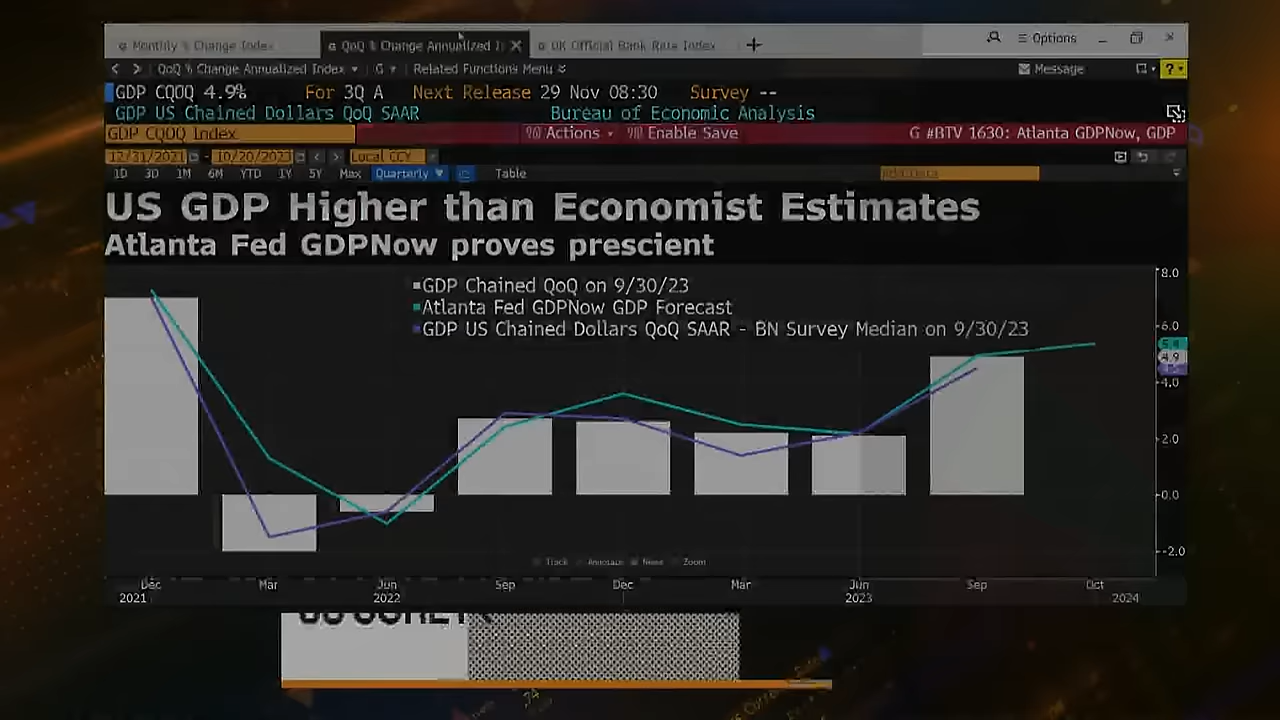 Monthly % Change Index
QoQ % Change Annualized I
UK Official Bank Rate Index
Options
QoQ % Change Annualized Index
G
Related Functions Menu
Message
?
GDP CQOQ 4.9%
For 3Q A
Next Release 29 Nov 08:30
Survey --
GDP US Chained Dollars QoQ SAAR
Bureau of Economic Analysis
GDP CQOQ Index
Actions
Enable Save
G #BTV 1630: Atlanta GDPNow, GDP
12/31/2021 - 10/20/2023
Local CCY
1D 3D 1M 6M YTD 1Y 5Y Max Quarterly
Table
US GDP Higher than Economist Estimates
Atlanta Fed GDPNow proves prescient
GDP Chained QoQ on 9/30/23
Atlanta Fed GDPNow GDP Forecast
GDP US Chained Dollars QoQ SAAR - BN Survey Median on 9/30/23
8.0
6.0
4.9
4.0
2.0
0.0
-2.0
Track Annotate News Zoom
Dec Mar Jun Sep Dec Mar Jun Sep Oct
2021 2022 2023 2024
74